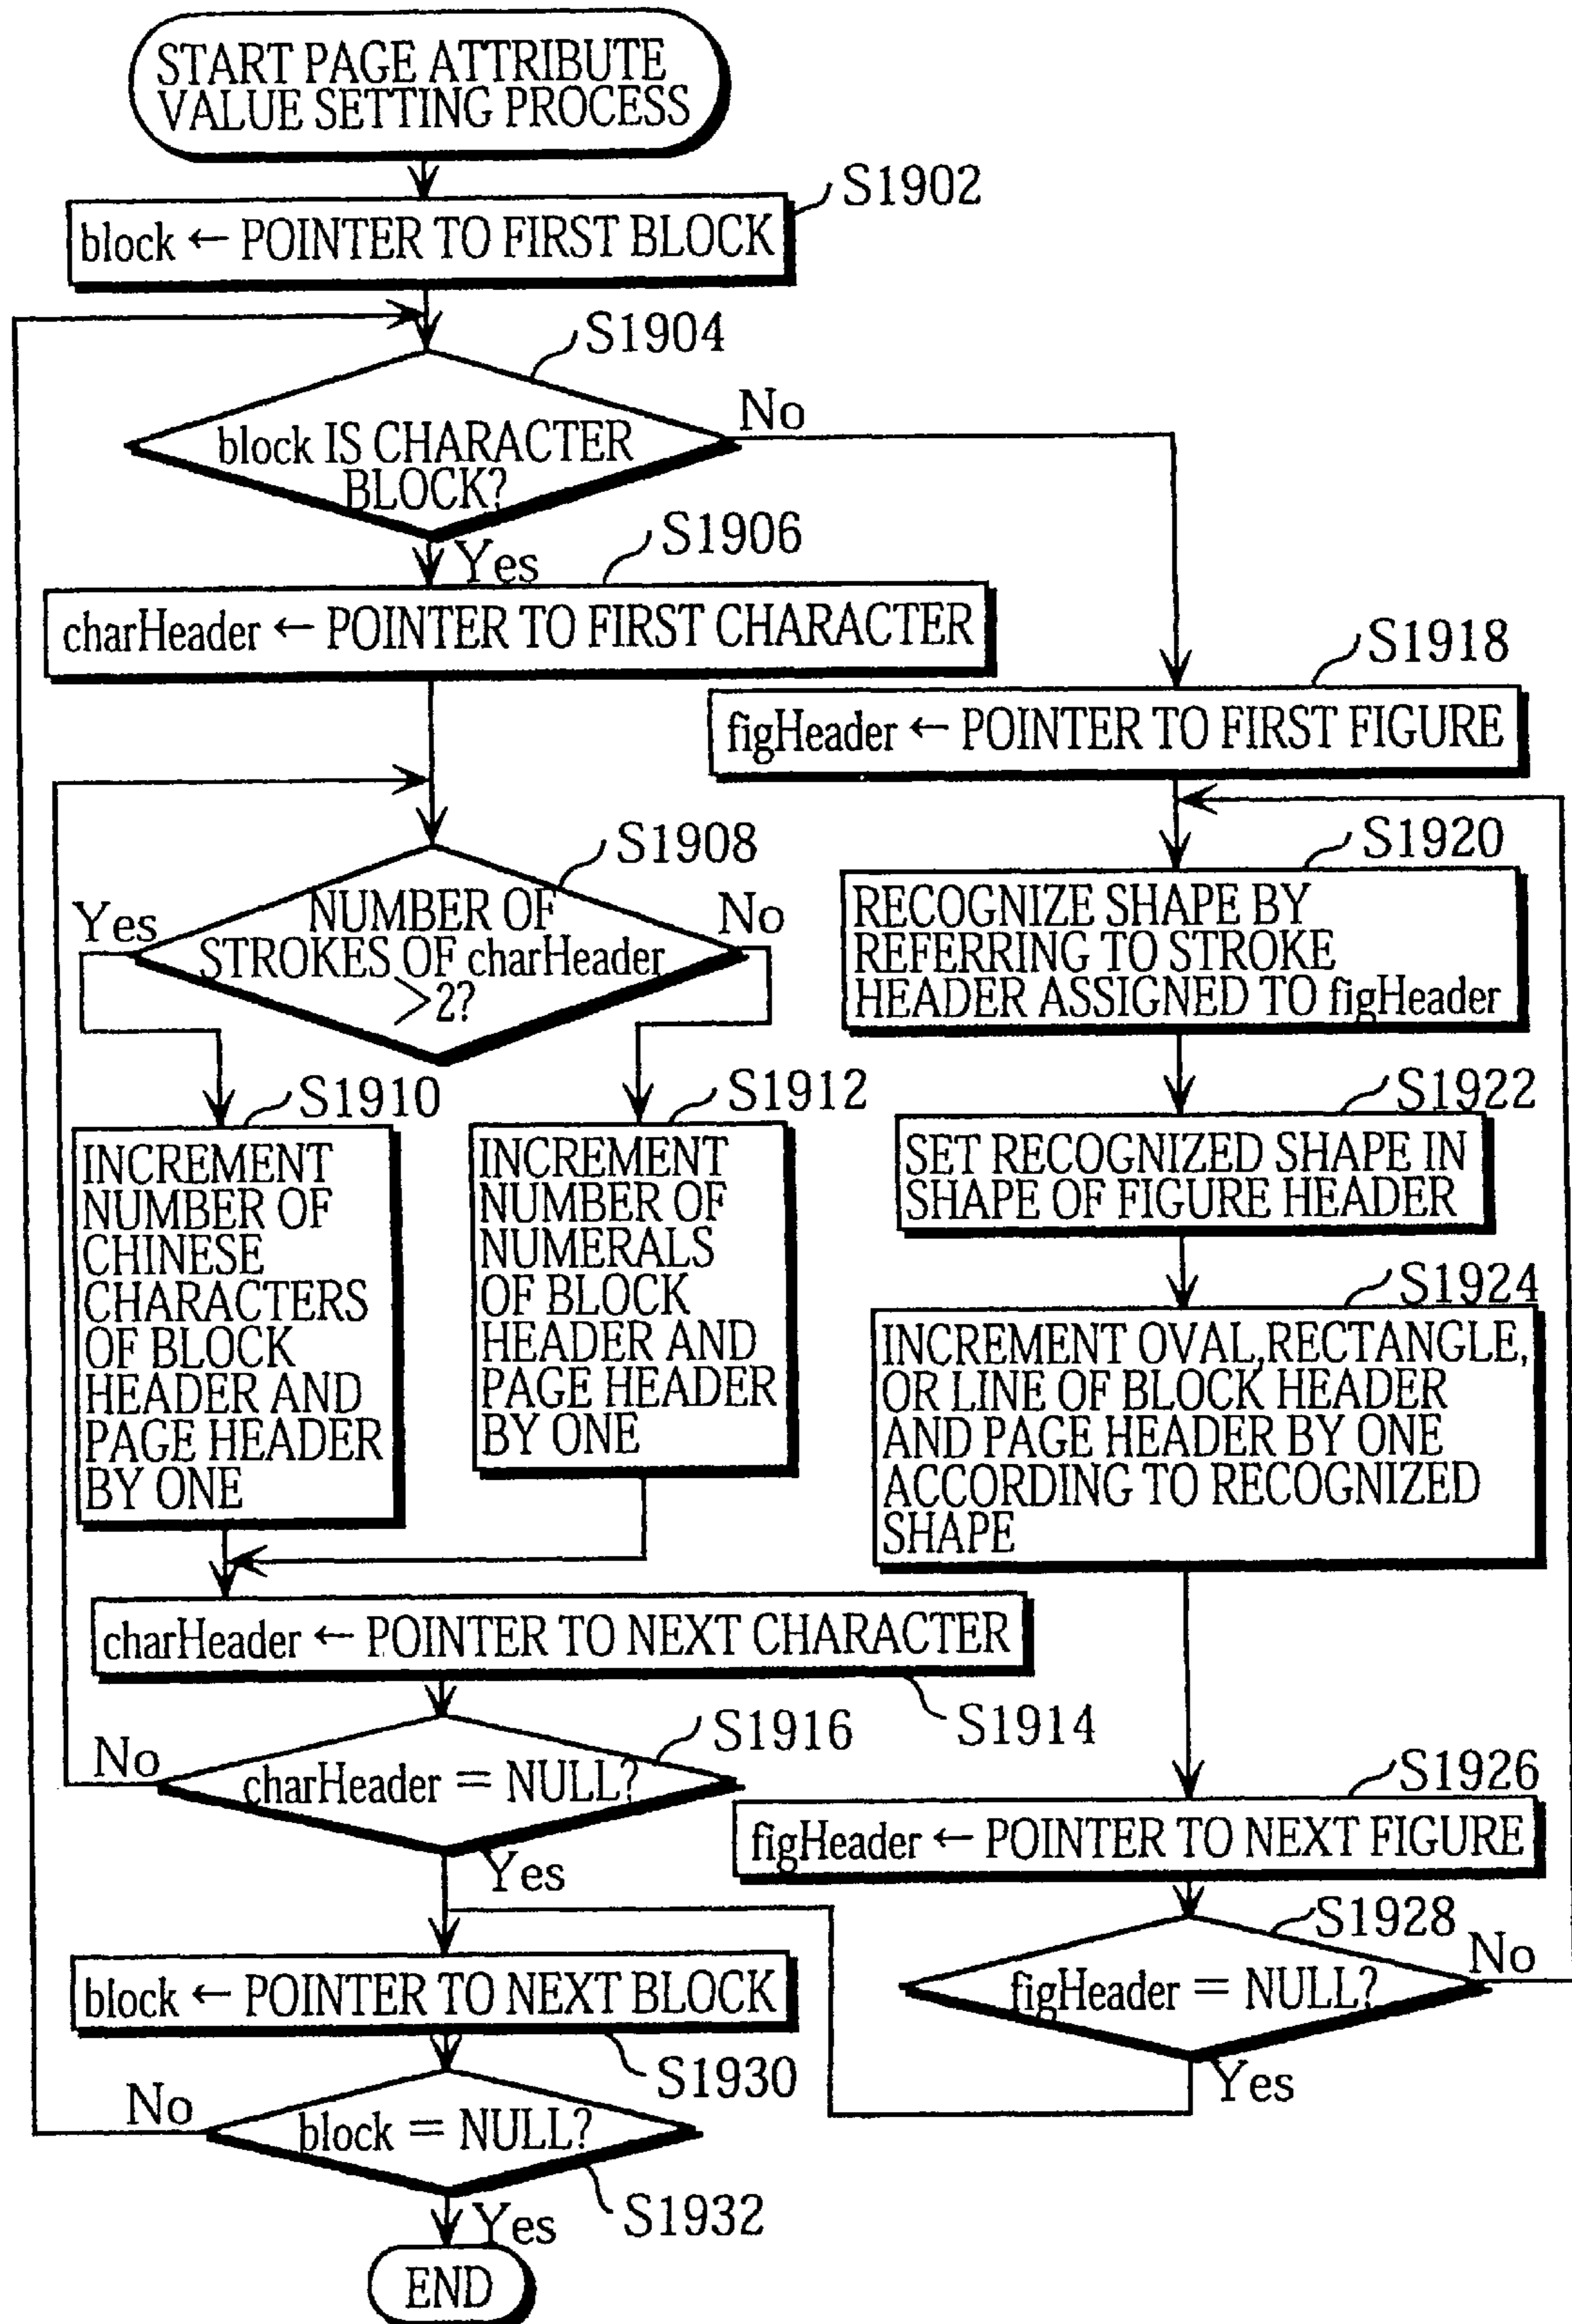 START PAGE ATTRIBUTE
VALUE SETTING PROCESS
S1902
block ← POINTER TO FIRST BLOCK
S1904
block IS CHARACTER
BLOCK?
No
Yes
S1906
charHeader ← POINTER TO FIRST CHARACTER
S1908
NUMBER OF
STROKES OF charHeader
>2?
Yes
No
S1910
INCREMENT
NUMBER OF
CHINESE
CHARACTERS
OF BLOCK
HEADER AND
PAGE HEADER
BY ONE
S1912
INCREMENT
NUMBER OF
NUMERALS
OF BLOCK
HEADER AND
PAGE HEADER
BY ONE
charHeader ← POINTER TO NEXT CHARACTER
S1914
S1916
charHeader = NULL?
No
Yes
S1918
figHeader ← POINTER TO FIRST FIGURE
S1920
RECOGNIZE SHAPE BY
REFERRING TO STROKE
HEADER ASSIGNED TO figHeader
S1922
SET RECOGNIZED SHAPE IN
SHAPE OF FIGURE HEADER
S1924
INCREMENT OVAL,RECTANGLE,
OR LINE OF BLOCK HEADER
AND PAGE HEADER BY ONE
ACCORDING TO RECOGNIZED
SHAPE
S1926
figHeader ← POINTER TO NEXT FIGURE
S1928
figHeader = NULL?
No
Yes
block ← POINTER TO NEXT BLOCK
S1930
block = NULL?
No
S1932
Yes
END